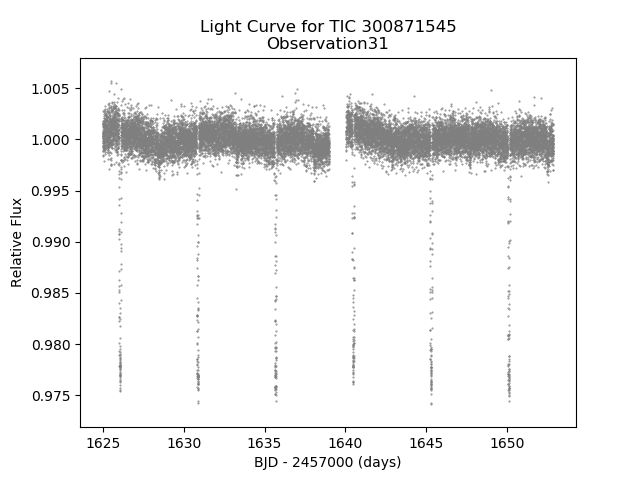 Light Curve for TIC 300871545
Observation31
Relative Flux
1.005
1.000
0.995
0.990
0.985
0.980
0.975
1625 1630 1635 1640 1645 1650
BJD - 2457000 (days)